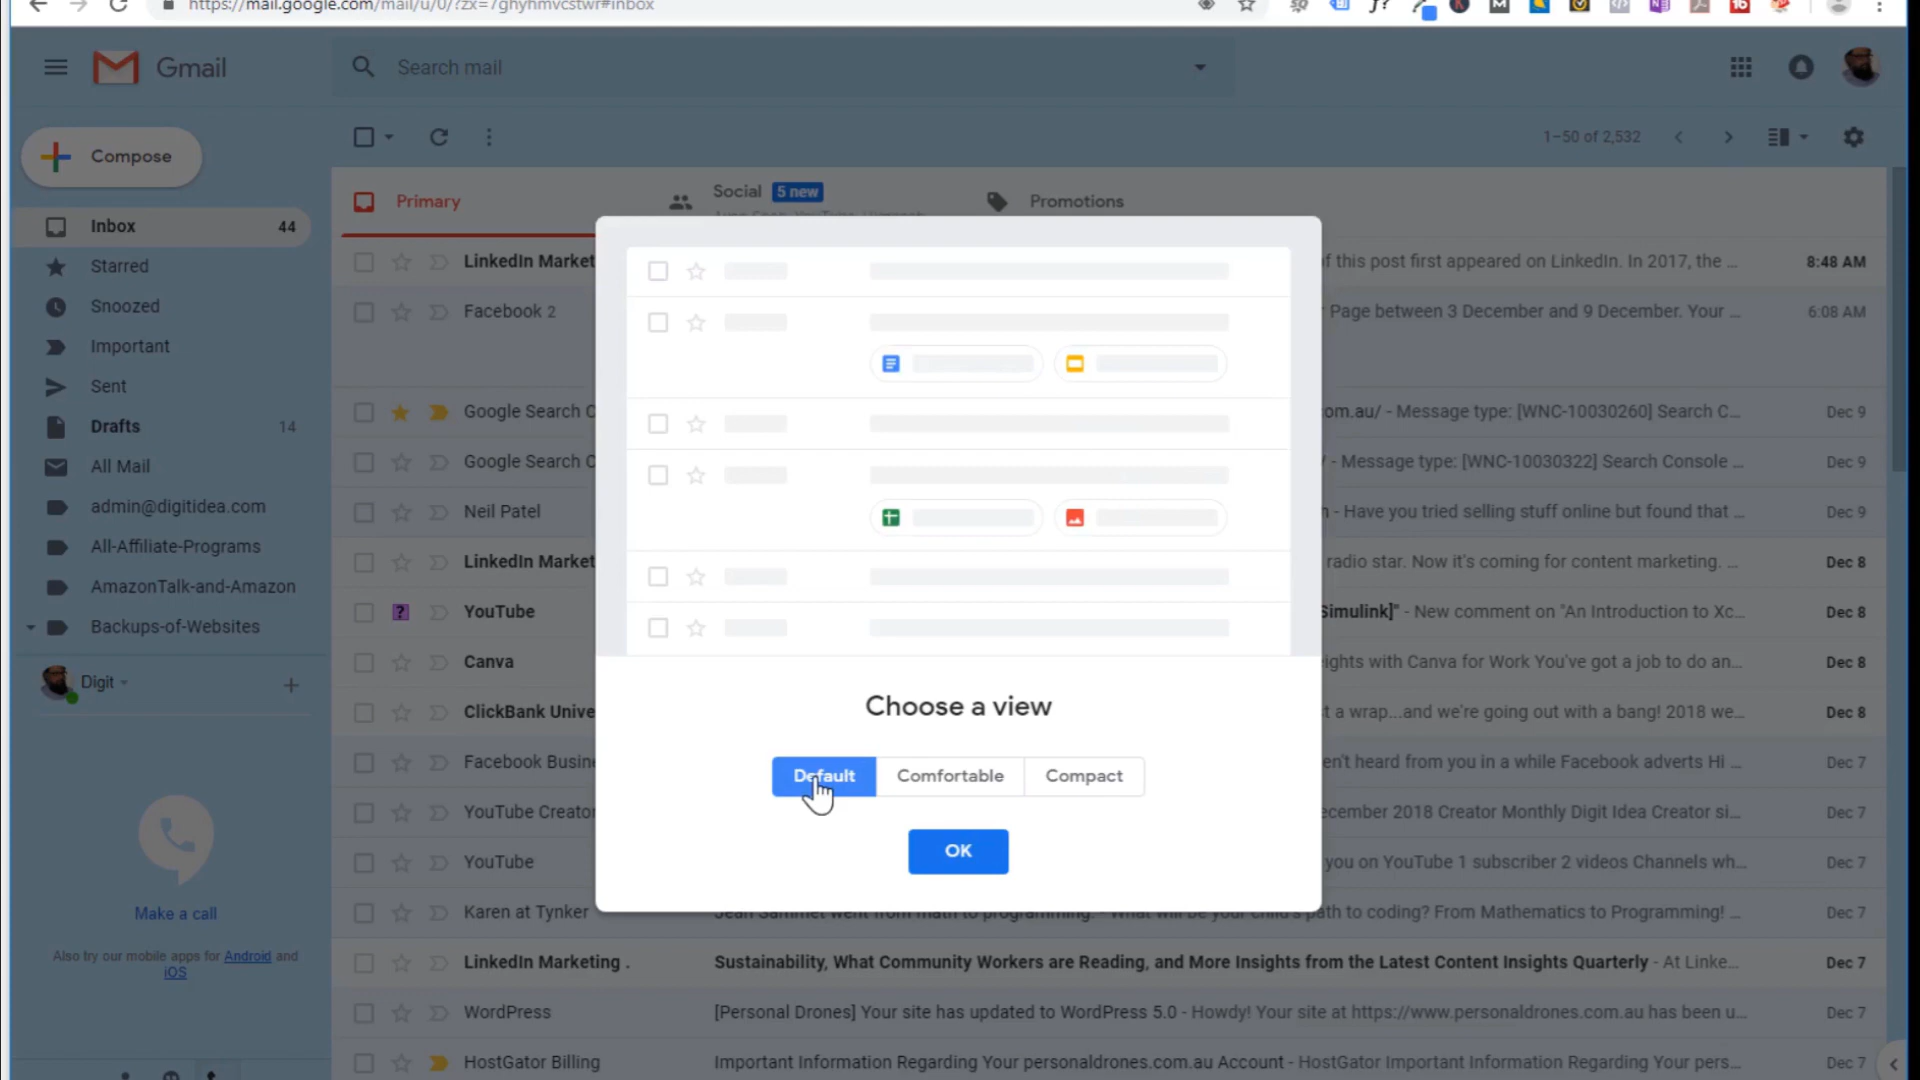 https://mail.google.com/mail/u/0/?zx=7ghyhmvcstwr#inbox
Gmail
Search mail
Compose
1–50 of 2,532
Primary
Social 5 new
Promotions
Inbox 44
Starred
Snoozed
Important
Sent
Drafts 14
All Mail
admin@digitidea.com
All-Affiliate-Programs
AmazonTalk-and-Amazon
Backups-of-Websites
Digit
Make a call
Also try our mobile apps for Android and
iOS
LinkedIn Market f this post first appeared on LinkedIn. In 2017, the ... 8:48 AM
Facebook 2 r Page between 3 December and 9 December. Your ... 6:08 AM
Google Search C om.au/ - Message type: [WNC-10030260] Search C... Dec 9
Google Search C / - Message type: [WNC-10030322] Search Console ... Dec 9
Neil Patel - Have you tried selling stuff online but found that ... Dec 9
LinkedIn Market radio star. Now it's coming for content marketing. ... Dec 8
YouTube Simulink]" - New comment on "An Introduction to Xc... Dec 8
Canva ights with Canva for Work You've got a job to do an... Dec 8
ClickBank Unive t a wrap...and we're going out with a bang! 2018 we... Dec 8
Facebook Busine en't heard from you in a while Facebook adverts Hi ... Dec 7
YouTube Creator ecember 2018 Creator Monthly Digit Idea Creator si... Dec 7
YouTube you on YouTube 1 subscriber 2 videos Channels wh... Dec 7
Karen at Tynker Jean Sammet went from math to programming. - What will be your child's path to coding? From Mathematics to Programming! ... Dec 7
LinkedIn Marketing . Sustainability, What Community Workers are Reading, and More Insights from the Latest Content Insights Quarterly - At Linke... Dec 7
WordPress [Personal Drones] Your site has updated to WordPress 5.0 - Howdy! Your site at https://www.personaldrones.com.au has been u... Dec 7
HostGator Billing Important Information Regarding Your personaldrones.com.au Account - HostGator Important Information Regarding Your pers... Dec 7
Choose a view
Default Comfortable Compact
OK